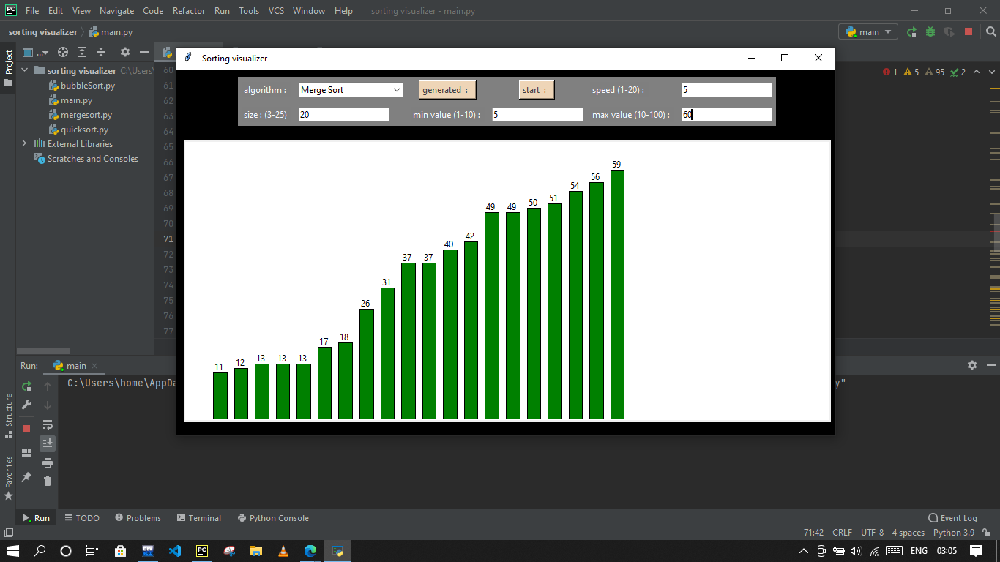 PC File Edit View Navigate Code Refactor Run Tools VCS Window Help sorting visualizer - main.py
sorting visualizer main.py main
Project ...
sorting visualizer C:\Users\
bubbleSort.py
main.py
mergesort.py
quicksort.py
External Libraries
Scratches and Consoles
60
61
62
63
64
65
66
67
68
69
70
71
72
73
74
75
76
77
1 5 95 2
Sorting visualizer
algorithm : Merge Sort generated : start : speed (1-20) : 5
size : (3-25) 20 min value (1-10) : 5 max value (10-100) : 60
11 12 13 13 13 17 18 26 31 37 37 40 42 49 49 50 51 54 56 59
Run: main
C:\Users\home\AppDa y"
Structure
Favorites
Run TODO Problems Terminal Python Console Event Log
71:42 CRLF UTF-8 4 spaces Python 3.9
PC ENG 03:05